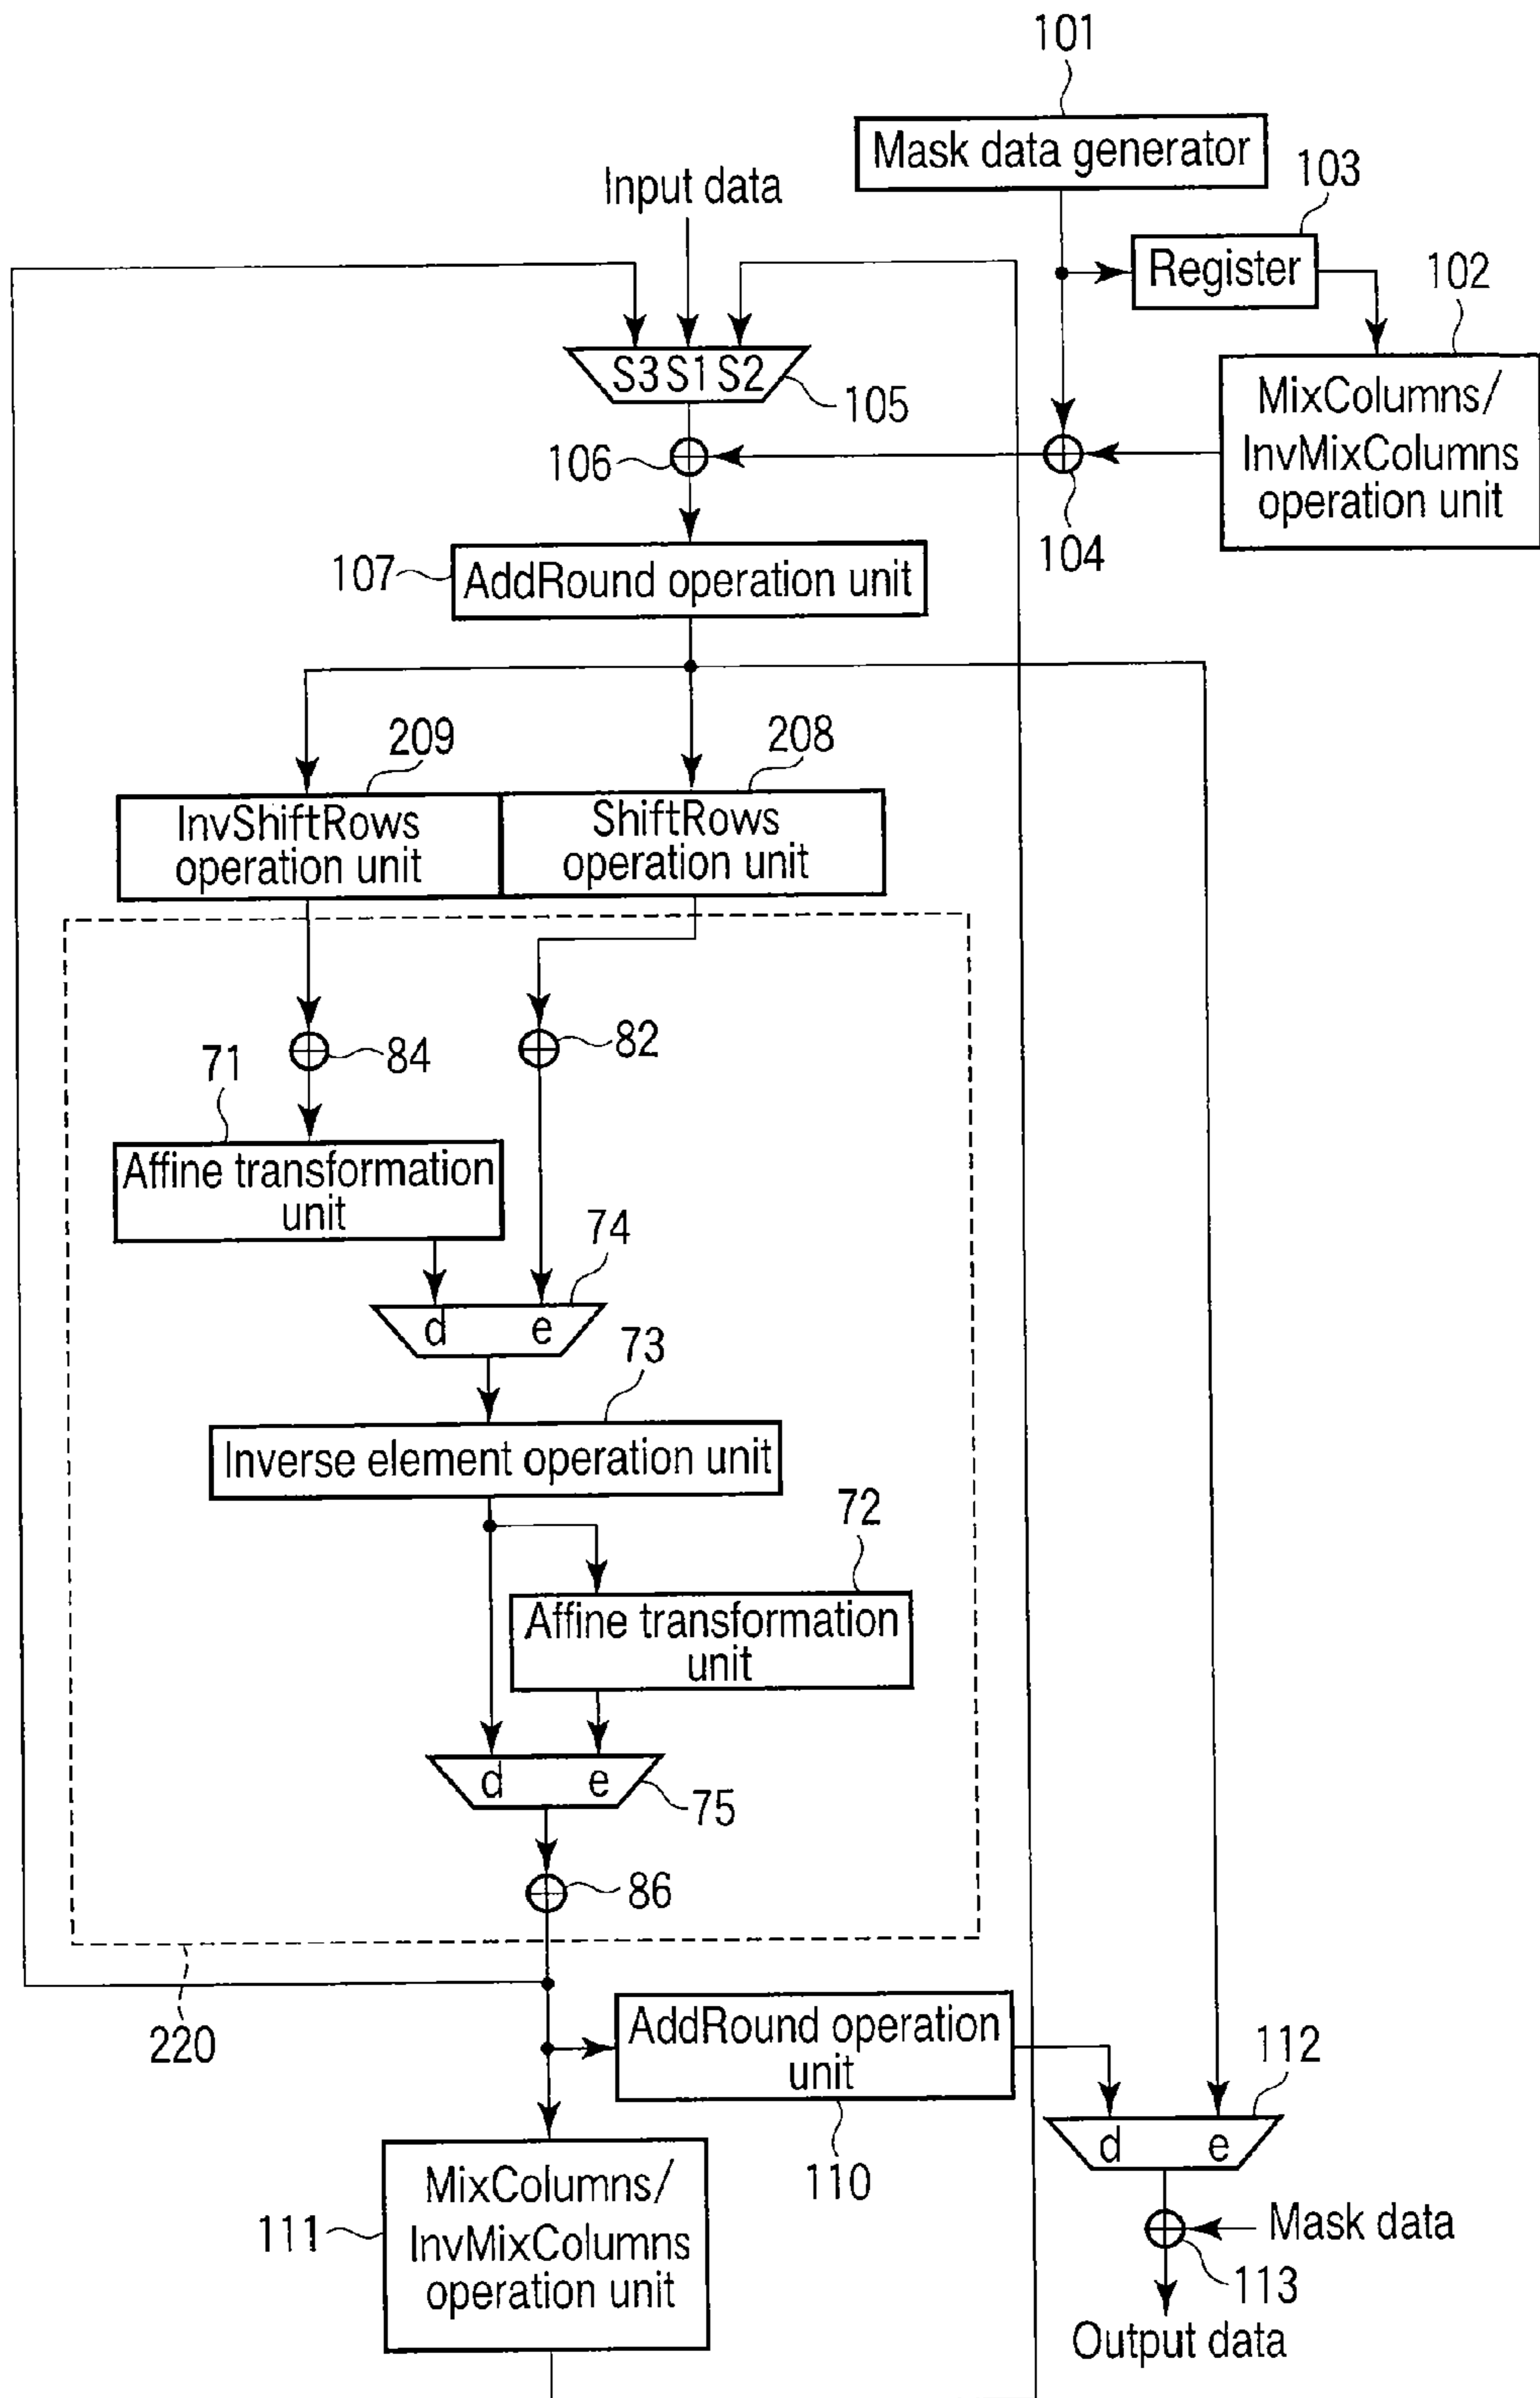 101
Mask data generator
Input data
103
Register
102
S3 S1 S2
105
MixColumns/
InvMixColumns
operation unit
106
104
107
AddRound operation unit
209
208
InvShiftRows
operation unit
ShiftRows
operation unit
84
82
71
Affine transformation
unit
74
d e
73
Inverse element operation unit
72
Affine transformation
unit
d e
75
86
220
AddRound operation
unit
112
d e
110
MixColumns/
InvMixColumns
operation unit
111
Mask data
113
Output data